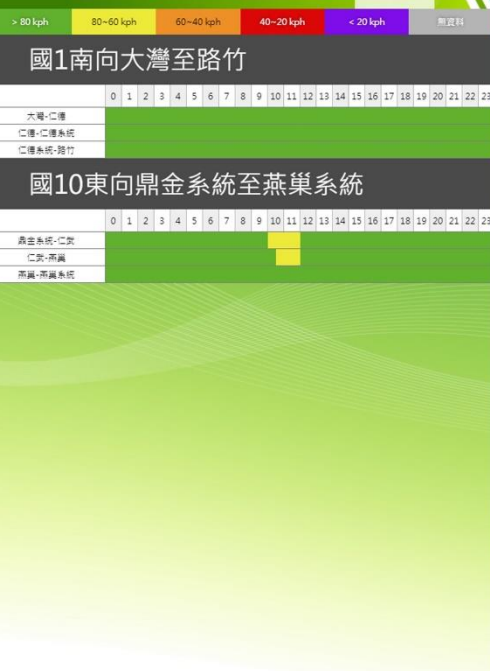 > 80 kph 80~60 kph 60~40 kph 40~20 kph < 20 kph 無資料
國1南向大灣至路竹
0 1 2 3 4 5 6 7 8 9 10 11 12 13 14 15 16 17 18 19 20 21 22 23
大灣-仁德
仁德-仁德系統
仁德系統-路竹
國10東向鼎金系統至燕巢系統
0 1 2 3 4 5 6 7 8 9 10 11 12 13 14 15 16 17 18 19 20 21 22 23
鼎金系統-仁武
仁武-燕巢
燕巢-燕巢系統